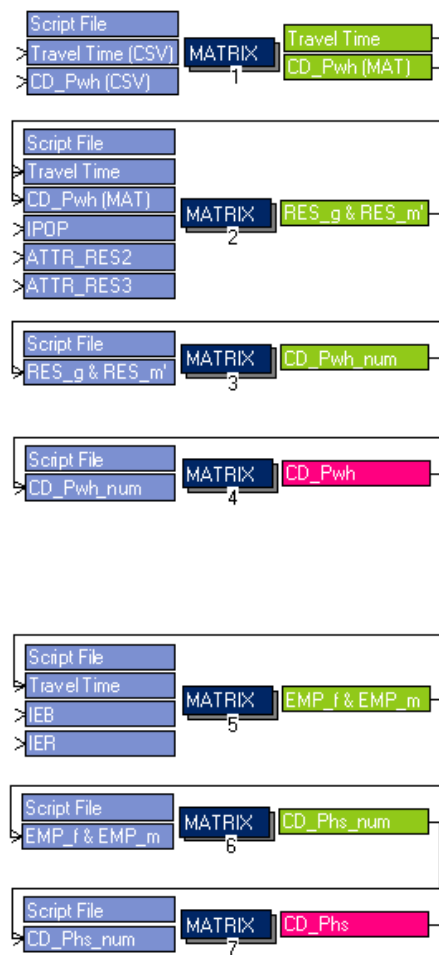 Script File
Travel Time (CSV)
CD_Pwh (CSV)
MATRIX
1
Travel Time
CD_Pwh (MAT)
Script File
Travel Time
CD_Pwh (MAT)
IPOP
ATTR_RES2
ATTR_RES3
MATRIX
2
RES_g & RES_m'
Script File
RES_g & RES_m'
MATRIX
3
CD_Pwh_num
Script File
CD_Pwh_num
MATRIX
4
CD_Pwh
Script File
Travel Time
IEB
IER
MATRIX
5
EMP_f & EMP_m
Script File
EMP_f & EMP_m
MATRIX
6
CD_Phs_num
Script File
CD_Phs_num
MATRIX
7
CD_Phs